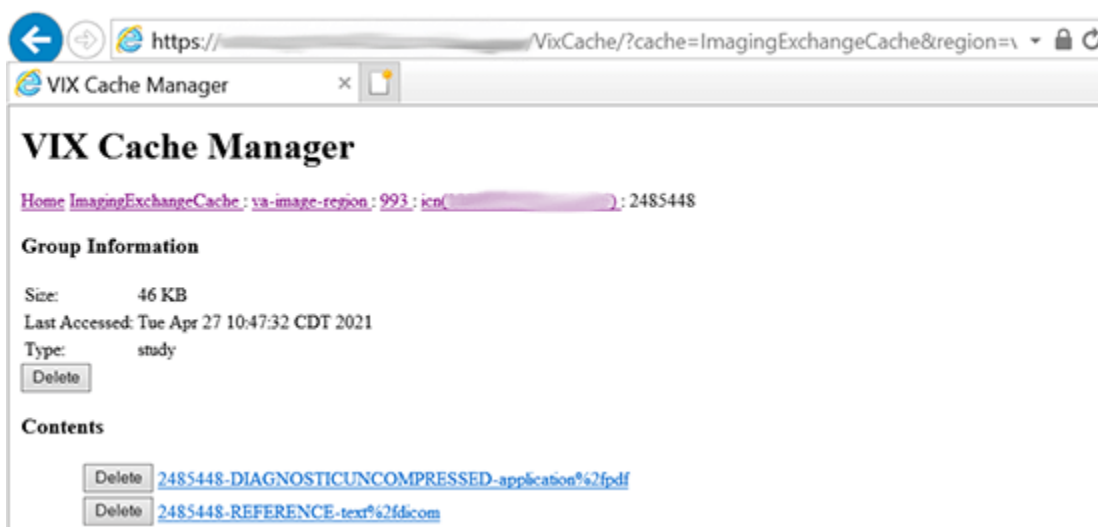 https:// /VixCache/?cache=ImagingExchangeCache&region=v
VIX Cache Manager
VIX Cache Manager
Home ImagingExchangeCache : va-image-region : 993 : icn( ) : 2485448
Group Information
Size: 46 KB
Last Accessed: Tue Apr 27 10:47:32 CDT 2021
Type: study
Delete
Contents
Delete 2485448-DIAGNOSTICUNCOMPRESSED-application%2fpdf
Delete 2485448-REFERENCE-text%2fdicom